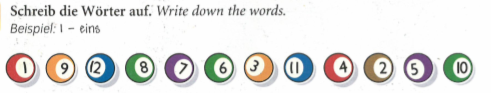 Schreib die Wörter auf. Write down the words.
Beispiel: 1 – eins
1 9 12 8 7 6 3 11 4 2 5 10